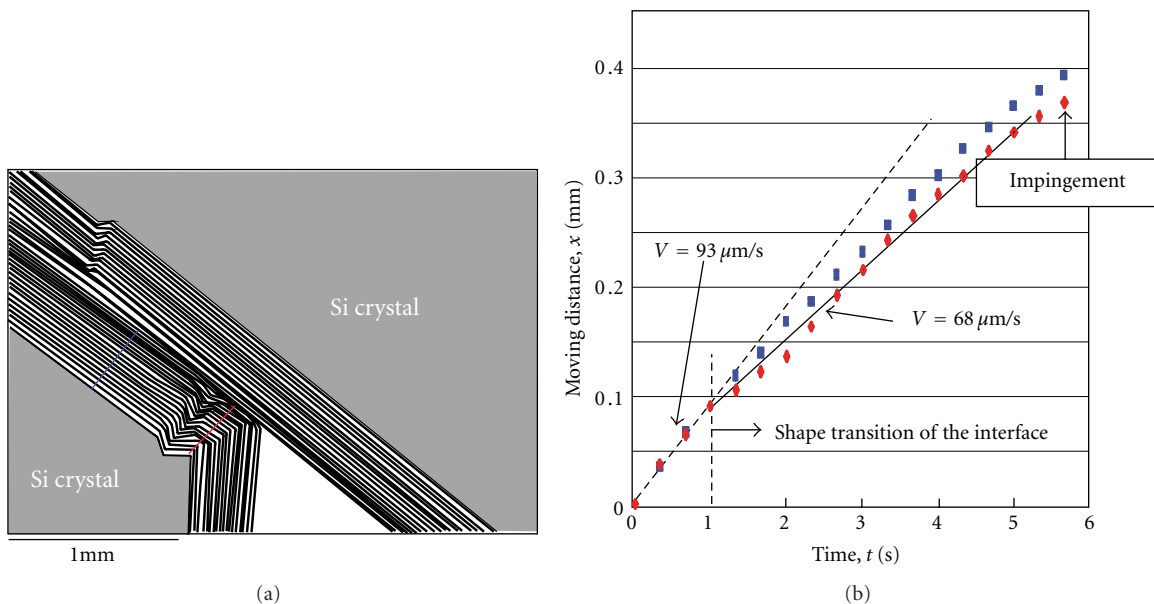 Si crystal
Si crystal
1mm
(a)
Moving distance, x (mm)
0.4
0.3
0.2
0.1
0
V = 93 μm/s
V = 68 μm/s
Impingement
Shape transition of the interface
0 1 2 3 4 5 6
Time, t (s)
(b)